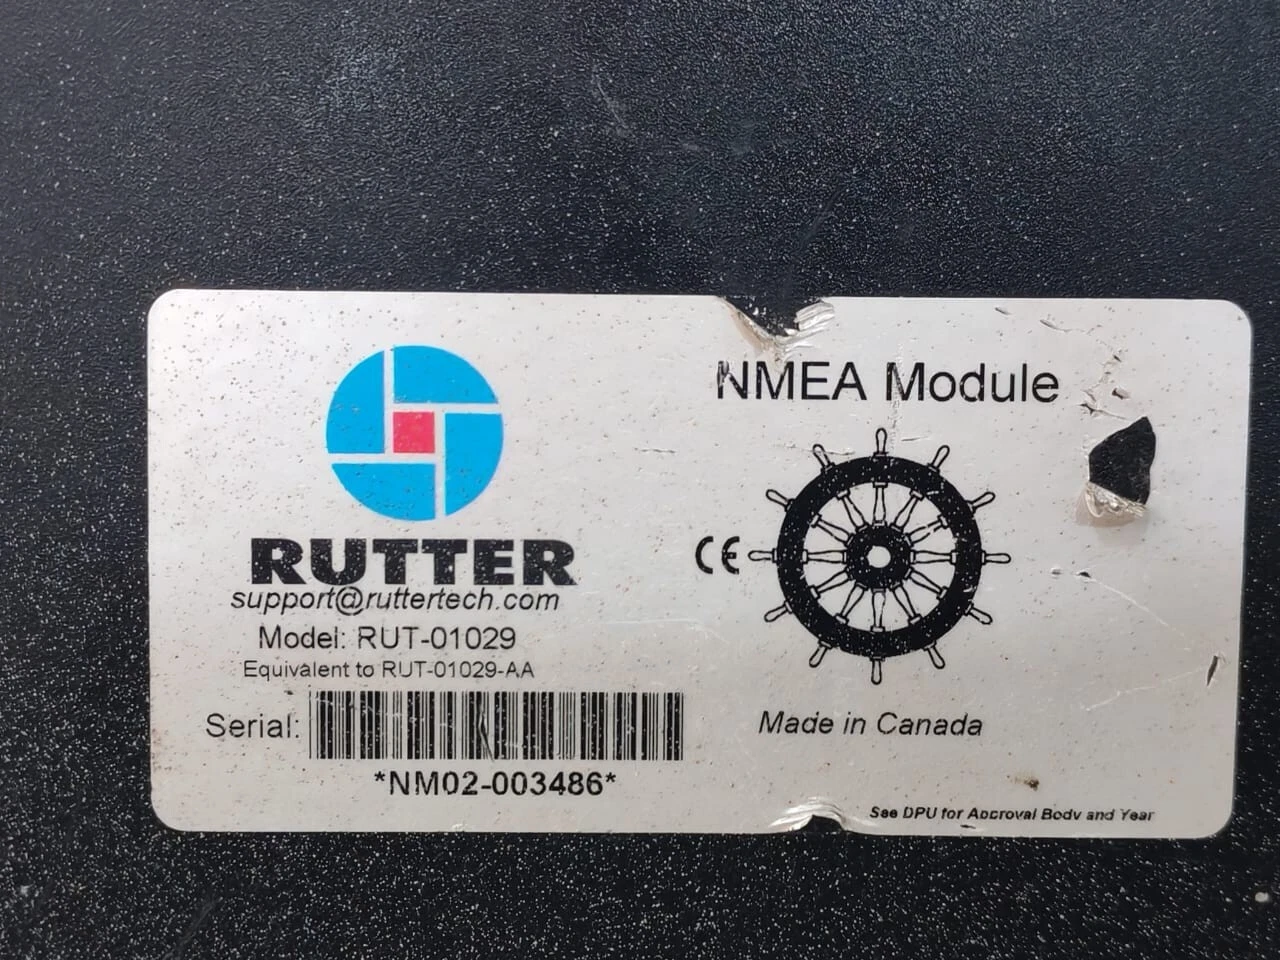 NMEA Module
RUTTER
support@ruttertech.com
Model: RUT-01029
Equivalent to RUT-01029-AA
Serial:
*NM02-003486*
CE
Made in Canada
See DPU for Approval Body and Year